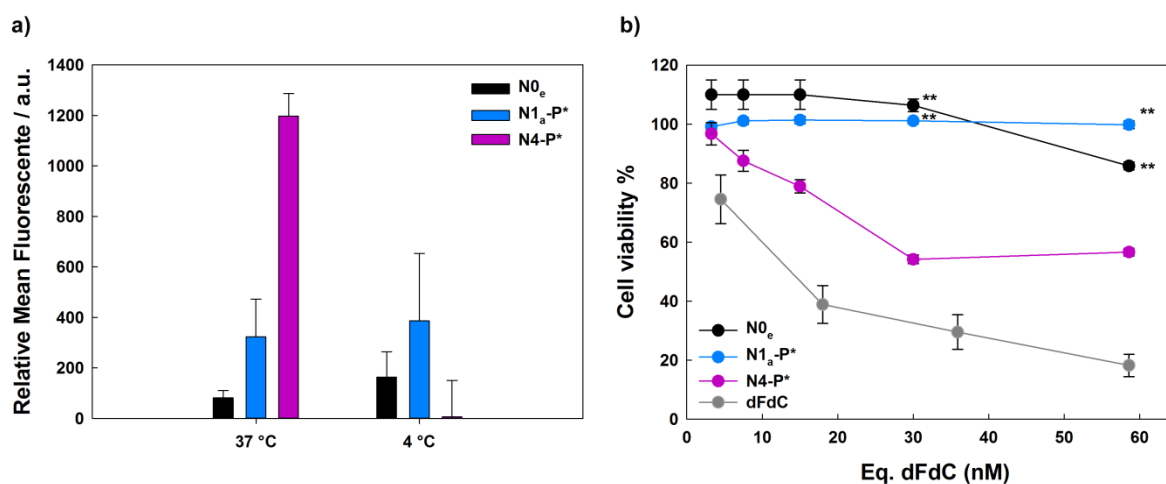 a)
Relative Mean Fluorescente / a.u.
1400
1200
1000
800
600
400
200
0
N0e
N1a-P*
N4-P*
37 °C
4 °C
b)
Cell viability %
120
100
80
60
40
20
0
**
**
**
**
N0e
N1a-P*
N4-P*
dFdC
0
10
20
30
40
50
60
Eq. dFdC (nM)